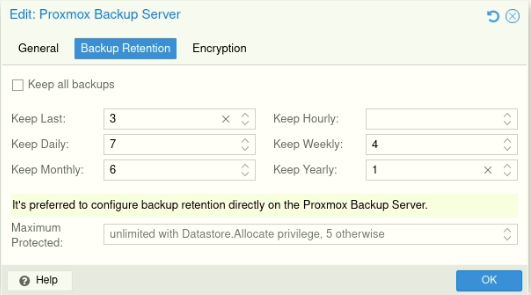 Edit: Proxmox Backup Server
General Backup Retention Encryption
Keep all backups
Keep Last: 3 Keep Hourly:
Keep Daily: 7 Keep Weekly: 4
Keep Monthly: 6 Keep Yearly: 1
It's preferred to configure backup retention directly on the Proxmox Backup Server.
Maximum Protected: unlimited with Datastore.Allocate privilege, 5 otherwise
Help OK